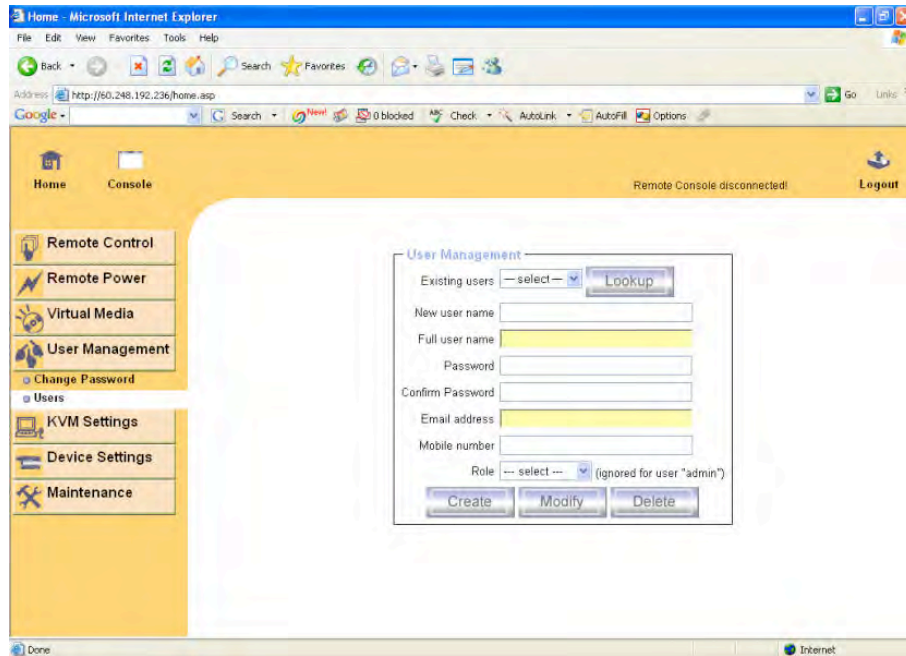 Home - Microsoft Internet Explorer
File Edit View Favorites Tools Help
Back Search Favorites
Address http://60.248.192.236/home.asp Go Links
Google - Search New! 0 blocked ABC Check AutoLink AutoFill Options
Home Console Remote Console disconnected! Logout
Remote Control
Remote Power
Virtual Media
User Management
Change Password
Users
KVM Settings
Device Settings
Maintenance
User Management
Existing users -- select -- Lookup
New user name
Full user name
Password
Confirm Password
Email address
Mobile number
Role --- select --- (ignored for user "admin")
Create Modify Delete
Done Internet